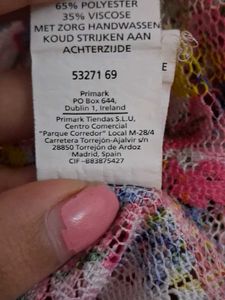 65% POLYESTER
35% VISCOSE
MET ZORG HANDWASSEN
KOUD STRIJKEN AAN
ACHTERZIJDE
E
53271 69
Primark
PO Box 644,
Dublin 1, Ireland
Primark Tiendas S.L.U,
Centro Comercial
"Parque Corredor" Local M-28/4
Carretera Torrejón-Ajalvir s/n
28850 Torrejón de Ardoz
Madrid, Spain
CIF -B83875427